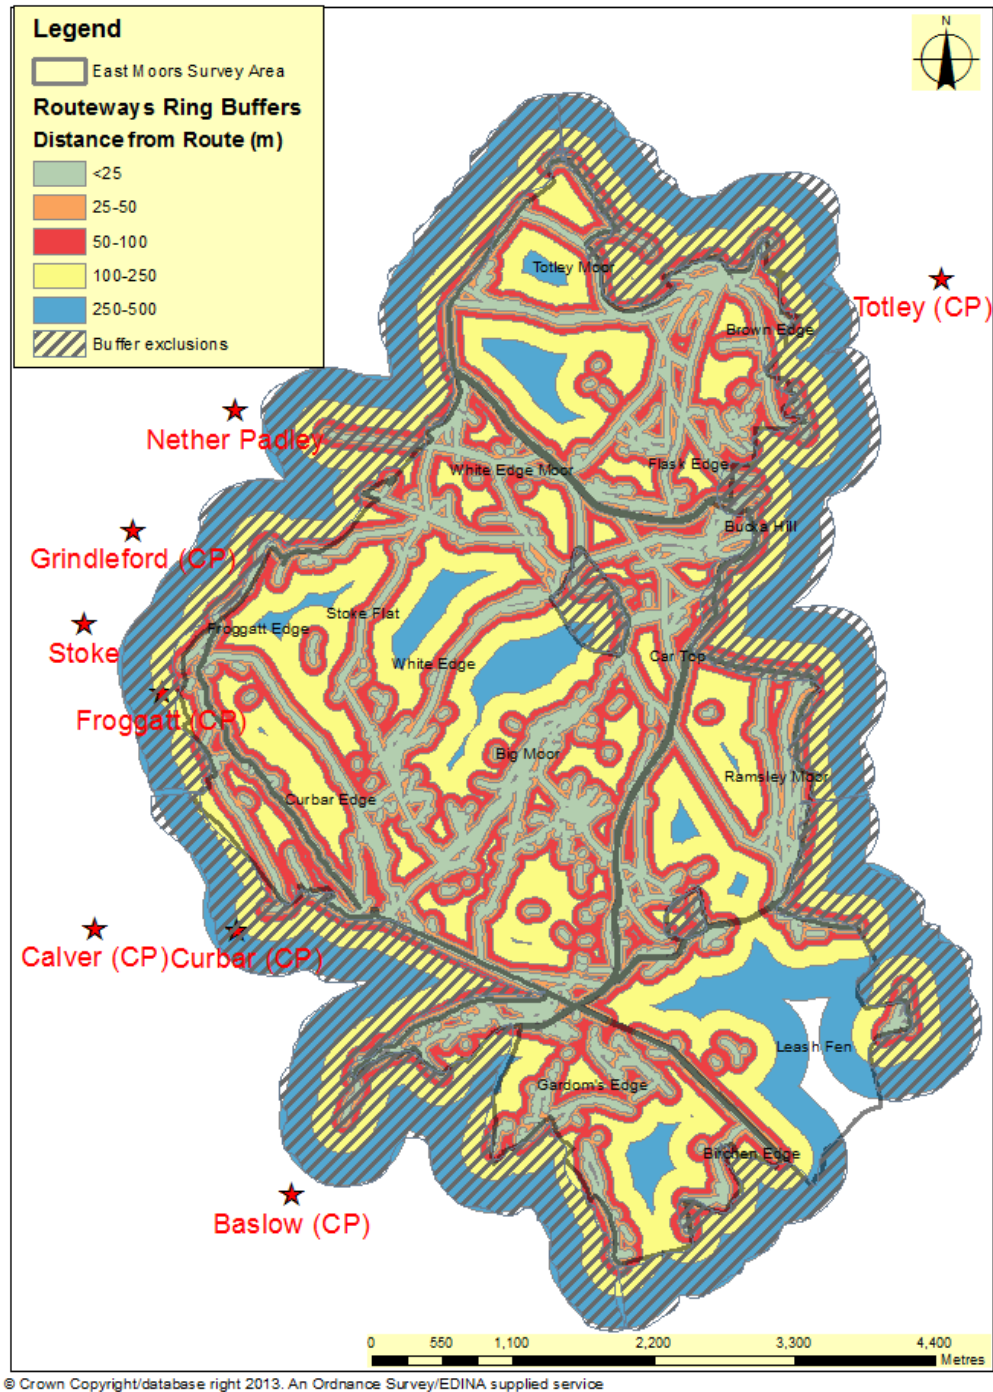 Legend
East Moors Survey Area
Routeways Ring Buffers
Distance from Route (m)
<25
25-50
50-100
100-250
250-500
Buffer exclusions
N
Totley Moor
Totley (CP)
Brown Edge
Nether Padley
White Edge Moor
Flask Edge
Bucka Hill
Grindleford (CP)
Stoke Flat
Froggatt Edge
Stoke
White Edge
Car Top
Froggatt (CP)
Big Moor
Ramsley Moor
Curbar Edge
Calver (CP)
Curbar (CP)
Leash Fen
Gardom's Edge
Birchen Edge
Baslow (CP)
0 550 1,100 2,200 3,300 4,400
Metres
© Crown Copyright/database right 2013. An Ordnance Survey/EDINA supplied service